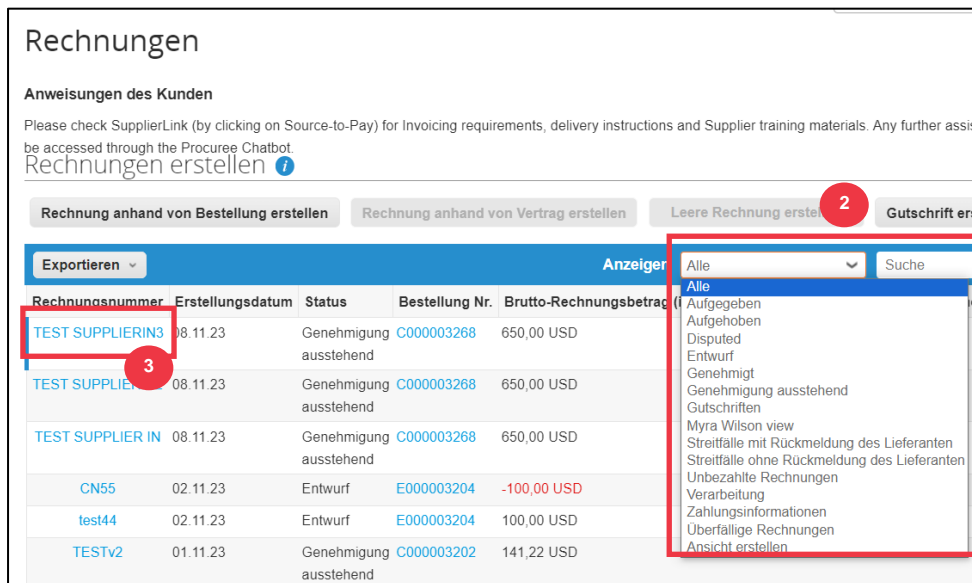 Rechnungen
Anweisungen des Kunden
Please check SupplierLink (by clicking on Source-to-Pay) for Invoicing requirements, delivery instructions and Supplier training materials. Any further
be accessed through the Procuree Chatbot.
Rechnungen erstellen i
Rechnung anhand von Bestellung erstellen Rechnung anhand von Vertrag erstellen Leere Rechnung 2 Gutschrift
Exportieren Anzeigen Alle Suche
Rechnungsnummer Erstellungsdatum Status Bestellung Nr. Brutto-Rechnungsbetrag
TEST SUPPLIERIN3 08.11.23 Genehmigung C000003268 650,00 USD
ausstehend
3
TEST 08.11.23 Genehmigung C000003268 650,00 USD
ausstehend
TEST SUPPLIER IN 08.11.23 Genehmigung C000003268 650,00 USD
ausstehend
CN55 02.11.23 Entwurf E000003204 -100,00 USD
test44 02.11.23 Entwurf E000003204 100,00 USD
TESTv2 01.11.23 Genehmigung C000003202 141,22 USD
ausstehend
Alle
Aufgegeben
Aufgehoben
Disputed
Entwurf
Genehmigt
Genehmigung ausstehend
Gutschriften
Myra Wilson view
Streitfälle mit Rückmeldung des Lieferanten
Streitfälle ohne Rückmeldung des Lieferanten
Unbezahlte Rechnungen
Verarbeitung
Zahlungsinformationen
Überfällige Rechnungen
Ansicht erstellen